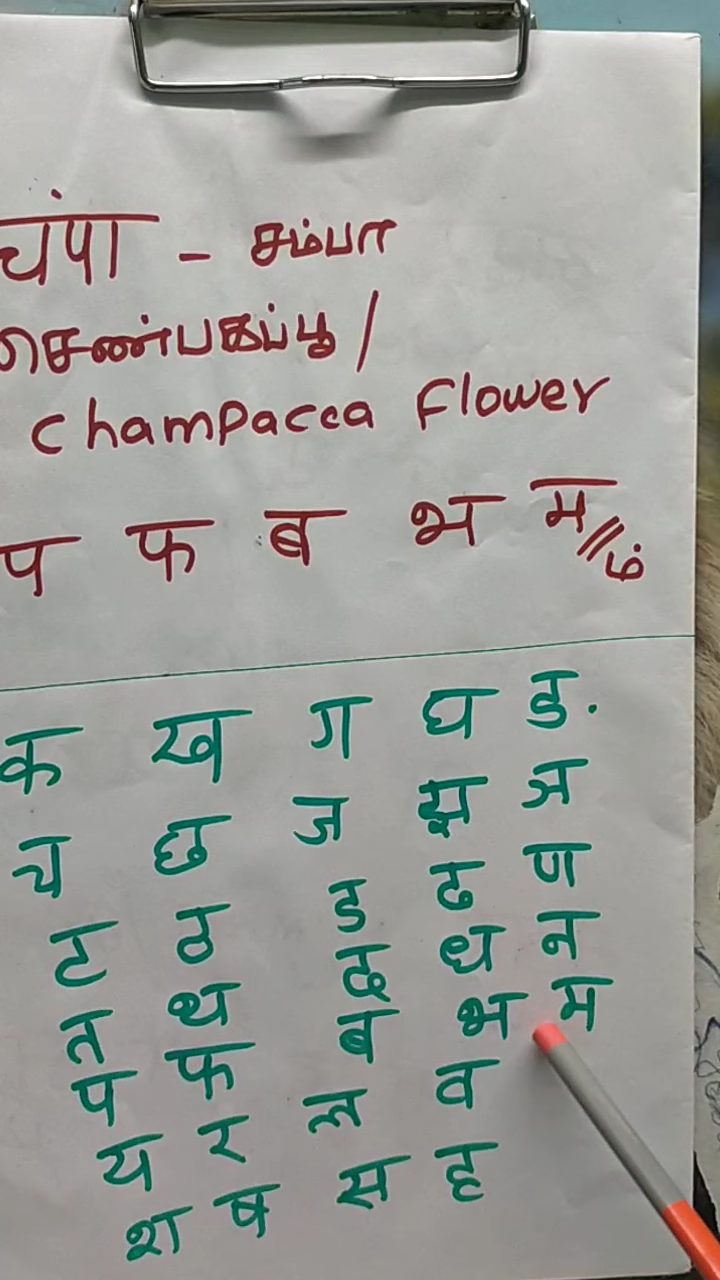 चंपा - சம்பா
செண்பகப்பூ /
Champacca Flower
प फ ब भ म // ம்
क ख ग घ ङ
च छ ज झ ञ
ट ठ ड ढ ण
त थ द ध न
प फ ब भ म
य र ल व
श ष स ह